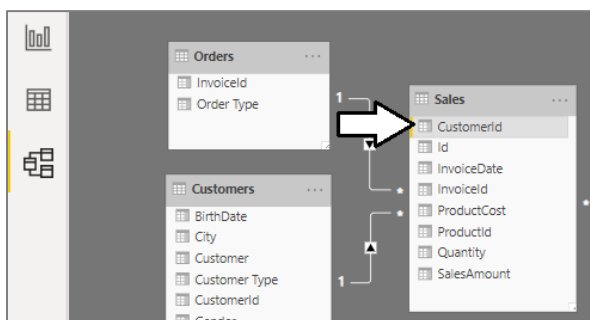 Orders
InvoiceId
Order Type
1
Sales
CustomerId
Id
InvoiceDate
InvoiceId
ProductCost
ProductId
Quantity
SalesAmount
*
*
*
Customers
BirthDate
City
Customer
Customer Type
CustomerId
Gender
1